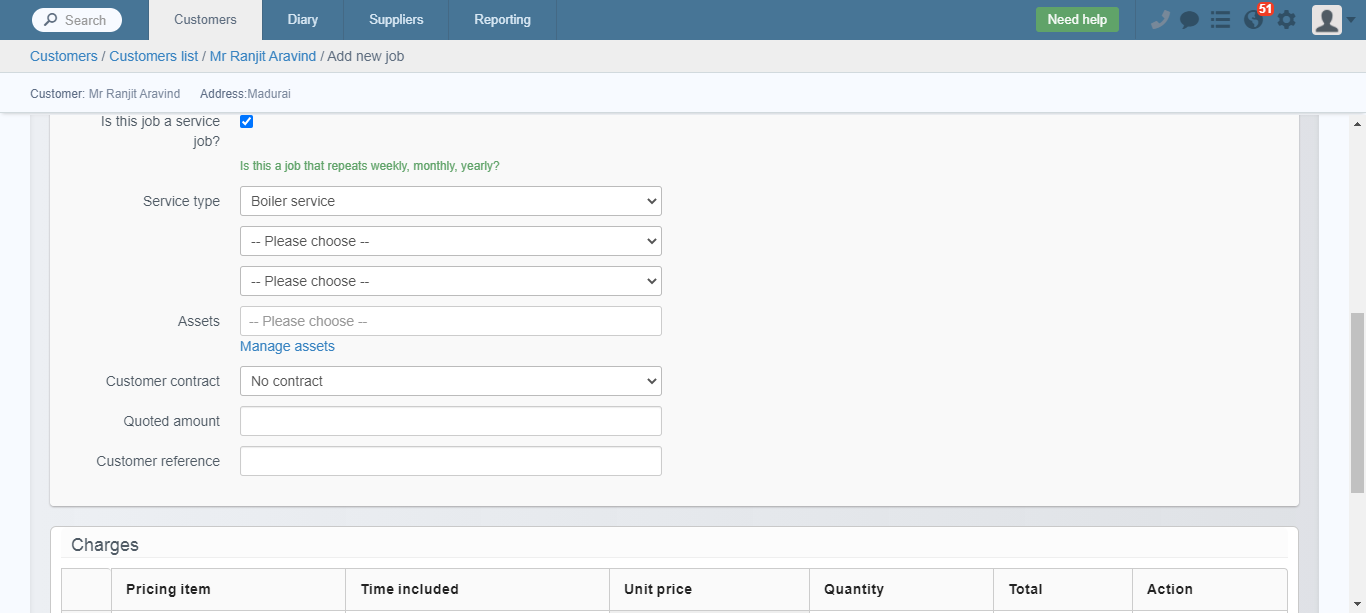 Search
Customers
Diary
Suppliers
Reporting
Need help
51
Customers / Customers list / Mr Ranjit Aravind / Add new job
Customer: Mr Ranjit Aravind Address:Madurai
Is this job a service
job?
Is this a job that repeats weekly, monthly, yearly?
Service type
Boiler service
-- Please choose --
-- Please choose --
Assets
-- Please choose --
Manage assets
Customer contract
No contract
Quoted amount
Customer reference
Charges
Pricing item
Time included
Unit price
Quantity
Total
Action